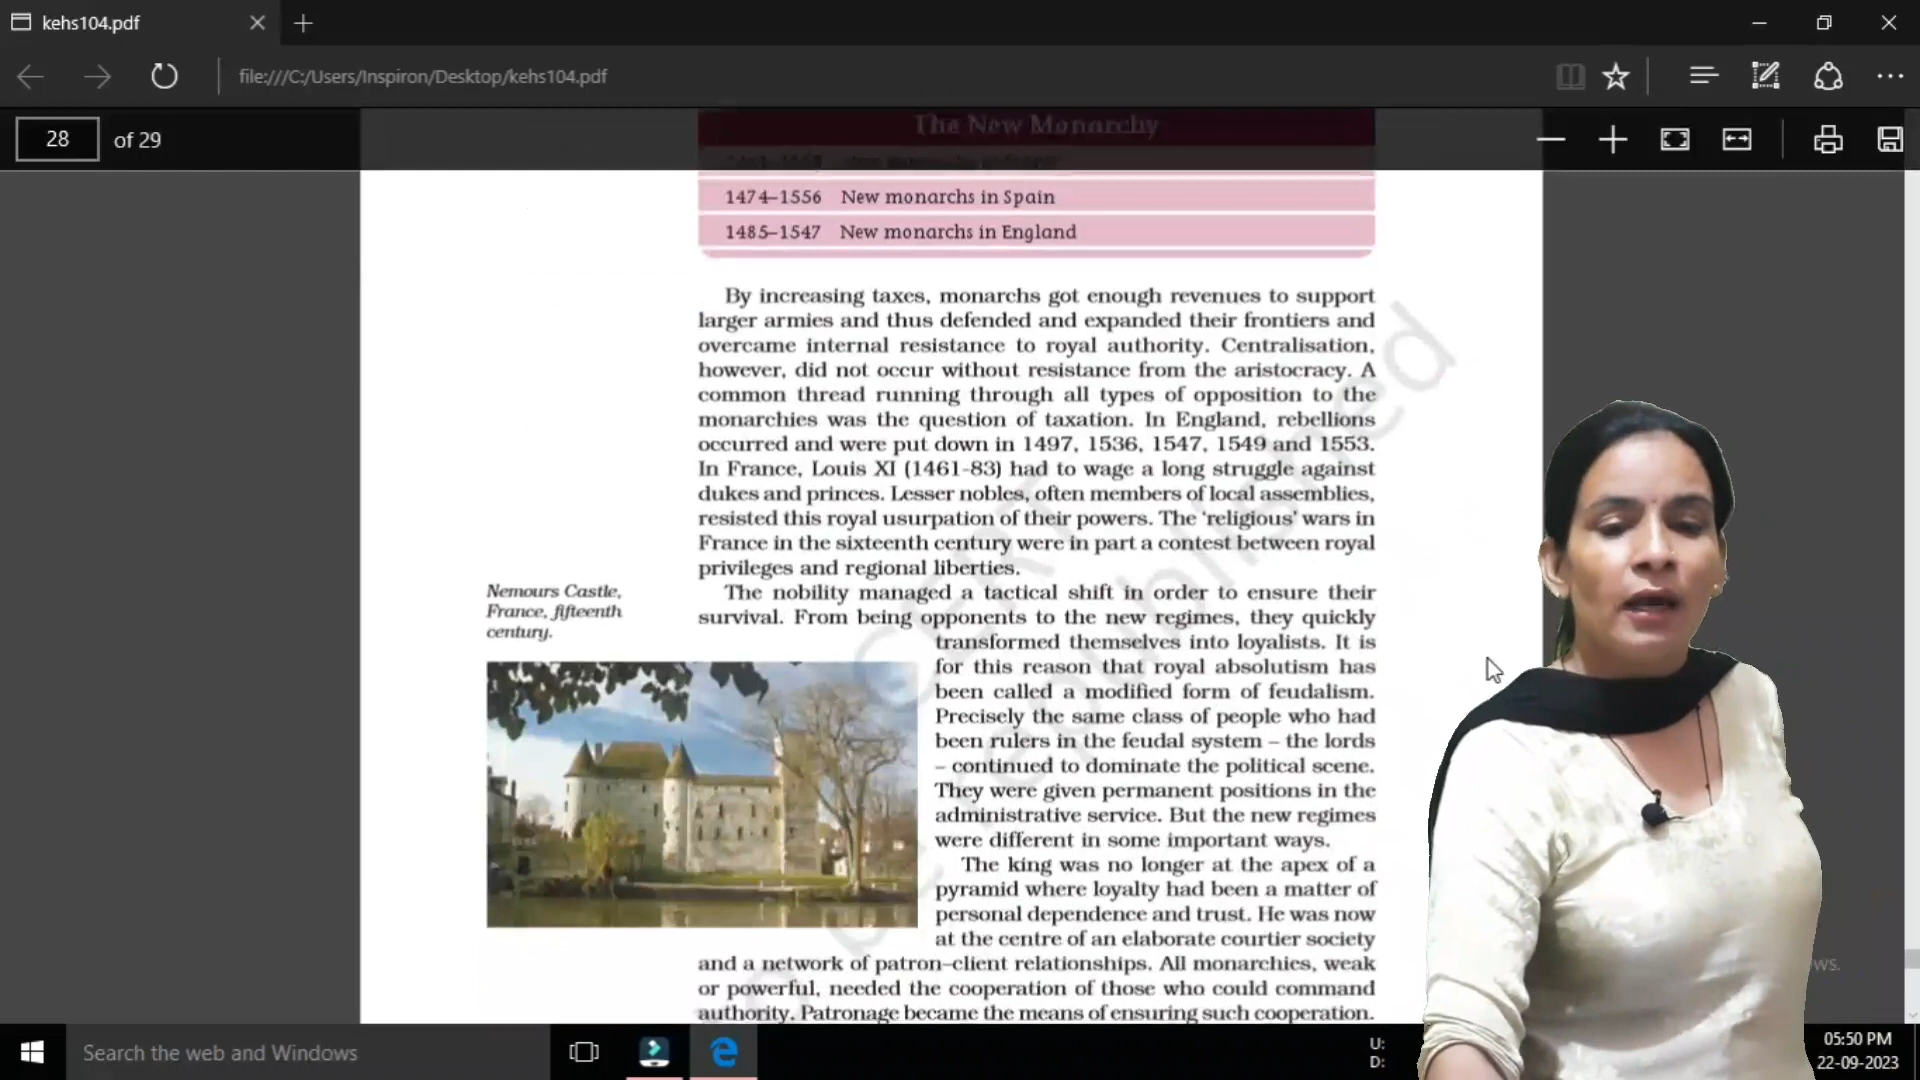 kehs104.pdf
file:///C:/Users/Inspiron/Desktop/kehs104.pdf
28 of 29
The New Monarchy
1474–1556 New monarchs in Spain
1485–1547 New monarchs in England
By increasing taxes, monarchs got enough revenues to support
larger armies and thus defended and expanded their frontiers and
overcame internal resistance to royal authority. Centralisation,
however, did not occur without resistance from the aristocracy. A
common thread running through all types of opposition to the
monarchies was the question of taxation. In England, rebellions
occurred and were put down in 1497, 1536, 1547, 1549 and 1553.
In France, Louis XI (1461-83) had to wage a long struggle against
dukes and princes. Lesser nobles, often members of local assemblies,
resisted this royal usurpation of their powers. The ‘religious’ wars in
France in the sixteenth century were in part a contest between royal
privileges and regional liberties.
Nemours Castle,
France, fifteenth
century.
The nobility managed a tactical shift in order to ensure their
survival. From being opponents to the new regimes, they quickly
transformed themselves into loyalists. It is
for this reason that royal absolutism has
been called a modified form of feudalism.
Precisely the same class of people who had
been rulers in the feudal system – the lords
– continued to dominate the political scene.
They were given permanent positions in the
administrative service. But the new regimes
were different in some important ways.
The king was no longer at the apex of a
pyramid where loyalty had been a matter of
personal dependence and trust. He was now
at the centre of an elaborate courtier society
and a network of patron–client relationships. All monarchies, weak
or powerful, needed the cooperation of those who could command
authority. Patronage became the means of ensuring such cooperation.
republished
Search the web and Windows
U:
D:
05:50 PM
22-09-2023